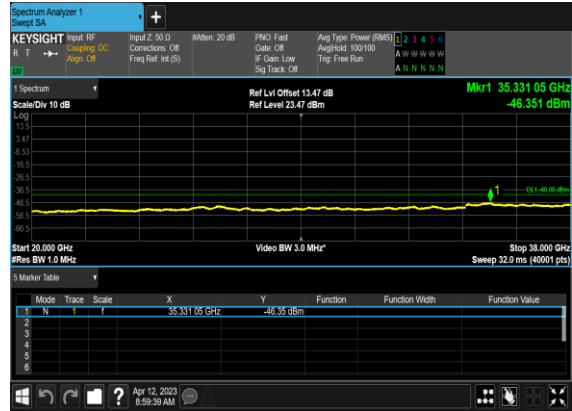 Spectrum Analyzer 1
Swept SA
KEYSIGHT
R T
Input: RF
Coupling: DC
Align: Off
Input Z: 50 Ω
Corrections: Off
Freq Ref: Int (S)
#Atten: 20 dB
PNO: Fast
Gate: Off
IF Gain: Low
Sig Track: Off
Avg Type: Power (RMS)
Avg|Hold: 100/100
Trig: Free Run
1 2 3 4 5 6
A W W W W W
A N N N N N
1 Spectrum
Scale/Div 10 dB
Log
Ref Lvl Offset 13.47 dB
Ref Level 23.47 dBm
Mkr1 35.331 05 GHz
-46.351 dBm
13.5
3.47
-6.53
-16.5
-26.5
-36.5
-46.5
-56.5
-66.5
1
DL1 -40.00 dBm
Start 20.000 GHz
#Res BW 1.0 MHz
Video BW 3.0 MHz*
Stop 38.000 GHz
Sweep 32.0 ms (40001 pts)
5 Marker Table
Mode Trace Scale X Y Function Function Width Function Value
1 N 1 f 35.331 05 GHz -46.35 dBm
2
3
4
5
6
Apr 12, 2023
8:59:39 AM